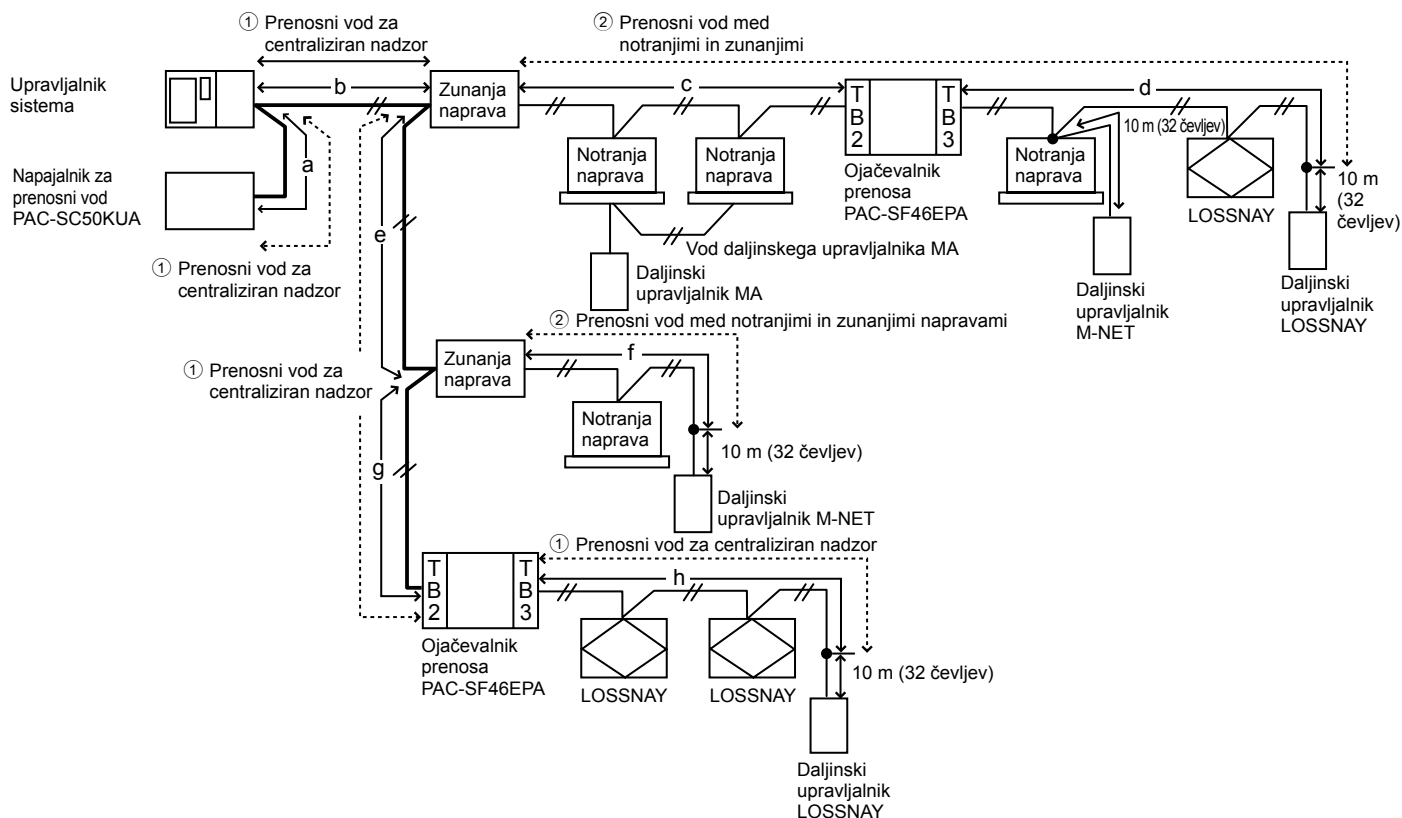 ① Prenosni vod za
centraliziran nadzor
② Prenosni vod med
notranjimi in zunanjimi
Upravljalnik
sistema
b
Zunanja
naprava
c
T
B
2
T
B
3
d
10 m (32 čevljev)
Notranja
naprava
Notranja
naprava
Notranja
naprava
a
Napajalnik za
prenosni vod
PAC-SC50KUA
Ojačevalnik
prenosa
PAC-SF46EPA
LOSSNAY
10 m
(32
čevljev)
e
Vod daljinskega upravljalnika MA
① Prenosni vod za
centraliziran nadzor
Daljinski
upravljalnik MA
Daljinski
upravljalnik
M-NET
Daljinski
upravljalnik
LOSSNAY
② Prenosni vod med notranjimi in zunanjimi napravami
① Prenosni vod za
centraliziran nadzor
Zunanja
naprava
f
Notranja
naprava
10 m (32 čevljev)
g
Daljinski
upravljalnik M-NET
① Prenosni vod za centraliziran nadzor
T
B
2
T
B
3
h
Ojačevalnik
prenosa
PAC-SF46EPA
LOSSNAY
LOSSNAY
10 m (32 čevljev)
Daljinski
upravljalnik
LOSSNAY